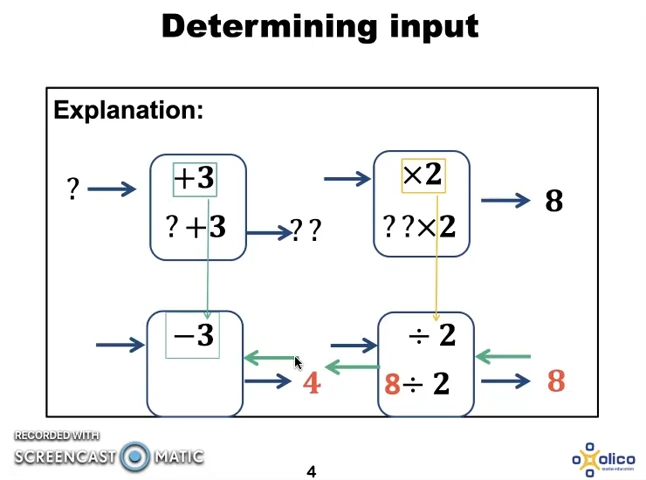 Determining input
Explanation:
+3
×2
?
8
? +3
? ?
? ?×2
−3
÷ 2
4
8÷ 2
8
RECORDED WITH
SCREENCAST MATIC
olico
4